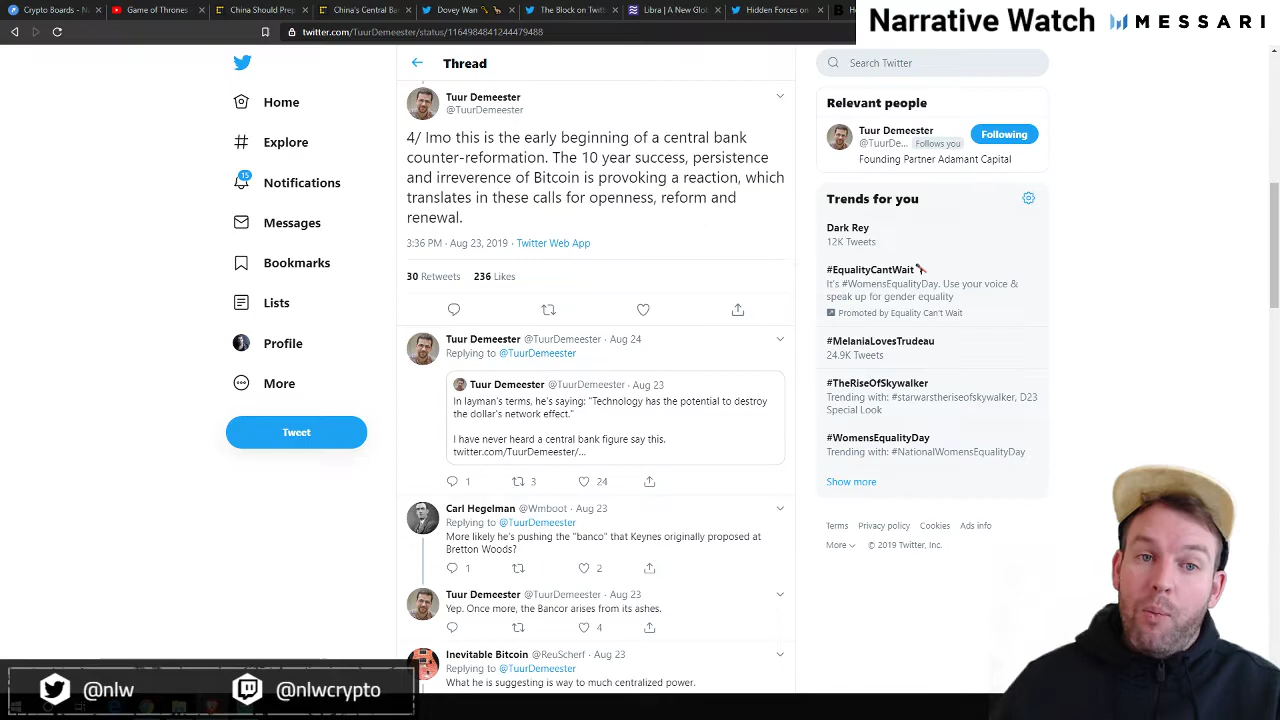 Crypto Boards - N
Game of Thrones
China Should Prep
China's Central Ba
Dovey Wan
The Block on Twitt
Libra | A New Glob
Hidden Forces on
Narrative Watch
MESSARI
twitter.com/TuurDemeester/status/1164984841244479488
Home
Explore
15
Notifications
Messages
Bookmarks
Lists
Profile
More
Tweet
Thread
Tuur Demeester
@TuurDemeester
4/ Imo this is the early beginning of a central bank
counter-reformation. The 10 year success, persistence
and irreverence of Bitcoin is provoking a reaction, which
translates in these calls for openness, reform and
renewal.
3:36 PM · Aug 23, 2019 · Twitter Web App
30 Retweets 236 Likes
Tuur Demeester @TuurDemeester · Aug 24
Replying to @TuurDemeester
Tuur Demeester @TuurDemeester · Aug 23
In layman's terms, he's saying: "Technology has the potential to destroy
the dollar's network effect."
I have never heard a central bank figure say this.
twitter.com/TuurDemeester/...
1 3 24
Carl Hegelman @Wmboot · Aug 23
Replying to @TuurDemeester
More likely he's pushing the "banco" that Keynes originally proposed at
Bretton Woods?
1 2
Tuur Demeester @TuurDemeester · Aug 23
Yep. Once more, the Bancor arises from its ashes.
4
Inevitable Bitcoin @ReuScherf · Aug 23
Replying to @TuurDemeester
What he is suggesting is way to much centralized power.
Search Twitter
Relevant people
Tuur Demeester
@TuurDe... Follows you
Following
Founding Partner Adamant Capital
Trends for you
Dark Rey
12K Tweets
#EqualityCantWait
It's #WomensEqualityDay. Use your voice &
speak up for gender equality
Promoted by Equality Can't Wait
#MelaniaLovesTrudeau
24.9K Tweets
#TheRiseOfSkywalker
Trending with: #starwarstheriseofskywalker, D23
Special Look
#WomensEqualityDay
Trending with: #NationalWomensEqualityDay
Show more
Terms Privacy policy Cookies Ads info
More © 2019 Twitter, Inc.
@nlw
@nlwcrypto